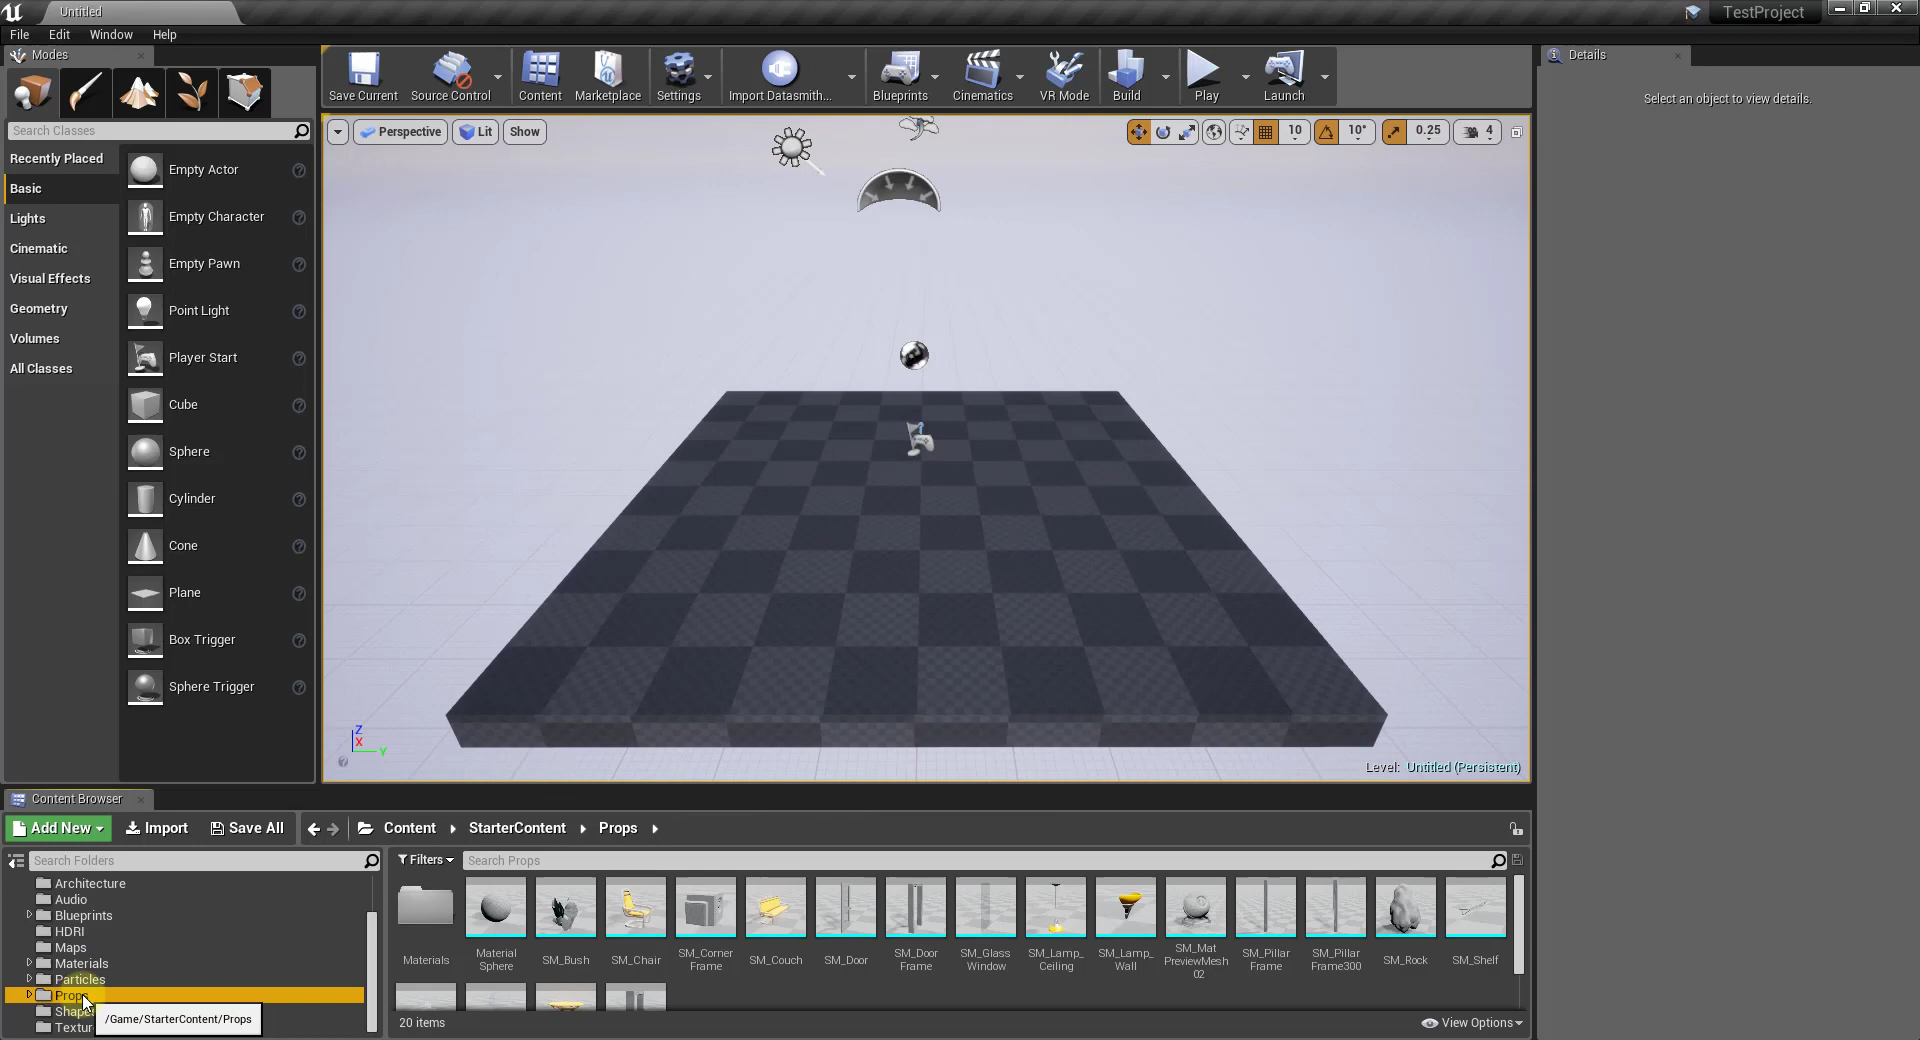 Untitled
TestProject
File Edit Window Help
Modes
Search Classes
Recently Placed
Basic
Lights
Cinematic
Visual Effects
Geometry
Volumes
All Classes
Empty Actor
Empty Character
Empty Pawn
Point Light
Player Start
Cube
Sphere
Cylinder
Cone
Plane
Box Trigger
Sphere Trigger
Save Current Source Control Content Marketplace Settings Import Datasmith... Blueprints Cinematics VR Mode Build Play Launch
Perspective Lit Show
10 10° 0.25 4
Z
X
Y
Level: Untitled (Persistent)
Details
Select an object to view details.
Content Browser
Add New Import Save All Content StarterContent Props
Search Folders
Architecture
Audio
Blueprints
HDRI
Maps
Materials
Particles
Props
/Game/StarterContent/Props
Filters Search Props
Materials
Material
Sphere
SM_Bush
SM_Chair
SM_Corner
Frame
SM_Couch
SM_Door
SM_Door
Frame
SM_Glass
Window
SM_Lamp_
Ceiling
SM_Lamp_
Wall
SM_Mat
PreviewMesh
02
SM_Pillar
Frame
SM_Pillar
Frame300
SM_Rock
SM_Shelf
20 items
View Options